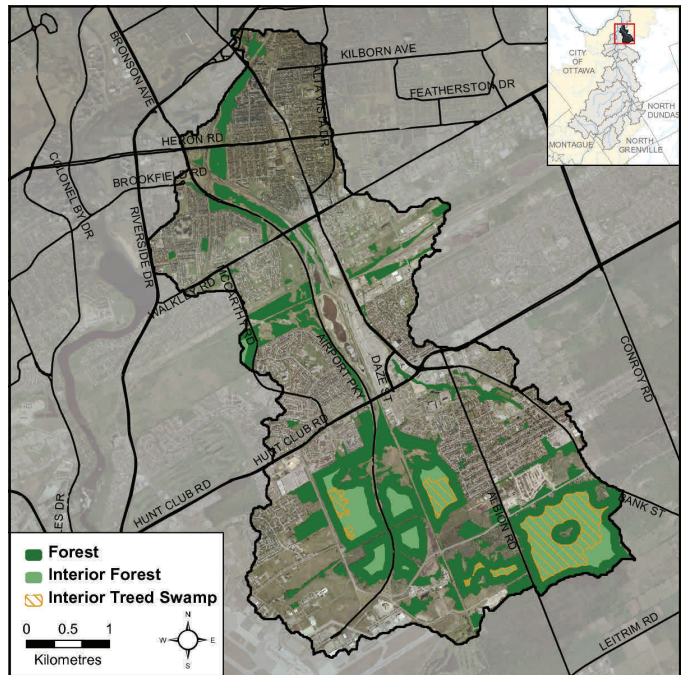 BRONSON AVE
KILBORN AVE
ALTA VISTA DR
FEATHERSTON DR
HERON RD
BROOKFIELD RD
COLONEL BY DR
RIVERSIDE DR
WALKLEY RD
MCCARTHY RD
AIRPORT PKY
DAZE ST
CONROY RD
HUNT CLUB RD
HUNT CLUB RD
ALBION RD
BANK ST
LES DR
LEITRIM RD
CITY
OF
OTTAWA
NORTH
DUNDAS
MONTAGUE
NORTH
GRENVILLE
Forest
Interior Forest
Interior Treed Swamp
0 0.5 1
Kilometres
N
W E
S